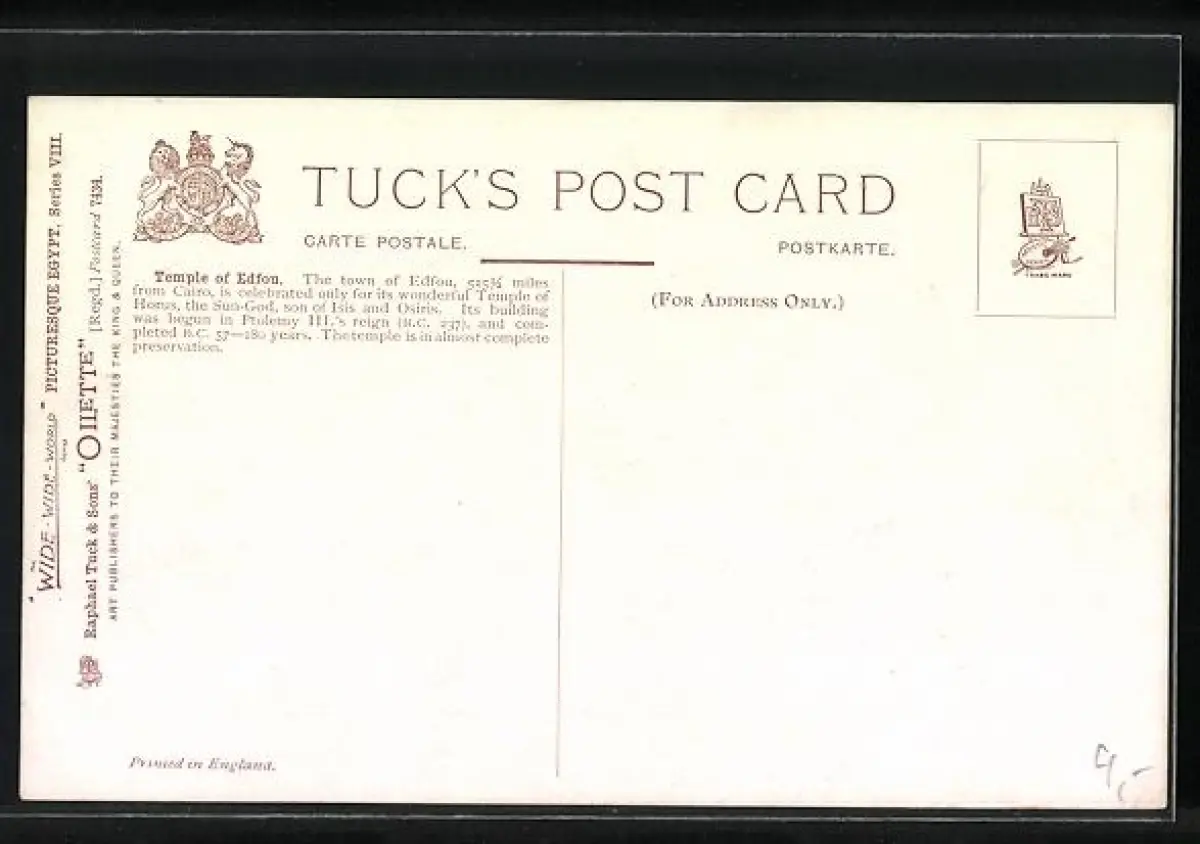 TUCK'S POST CARD
CARTE POSTALE.
POSTKARTE.
(FOR ADDRESS ONLY.)
TRADE MARK
Temple of Edfou. The town of Edfou, 515¾ miles
from Cairo, is celebrated only for its wonderful Temple of
Horus, the Sun-God, son of Isis and Osiris. Its building
was begun in Ptolemy III.'s reign (B.C. 237), and com-
pleted B.C. 57=180 years. The temple is in almost complete
preservation.
"WIDE-WIDE-WORLD" PICTURESQUE EGYPT, Series VIII.
Raphael Tuck & Sons' "OILETTE" [Regd.] Postcard 7434.
ART PUBLISHERS TO THEIR MAJESTIES THE KING & QUEEN.
Printed in England.